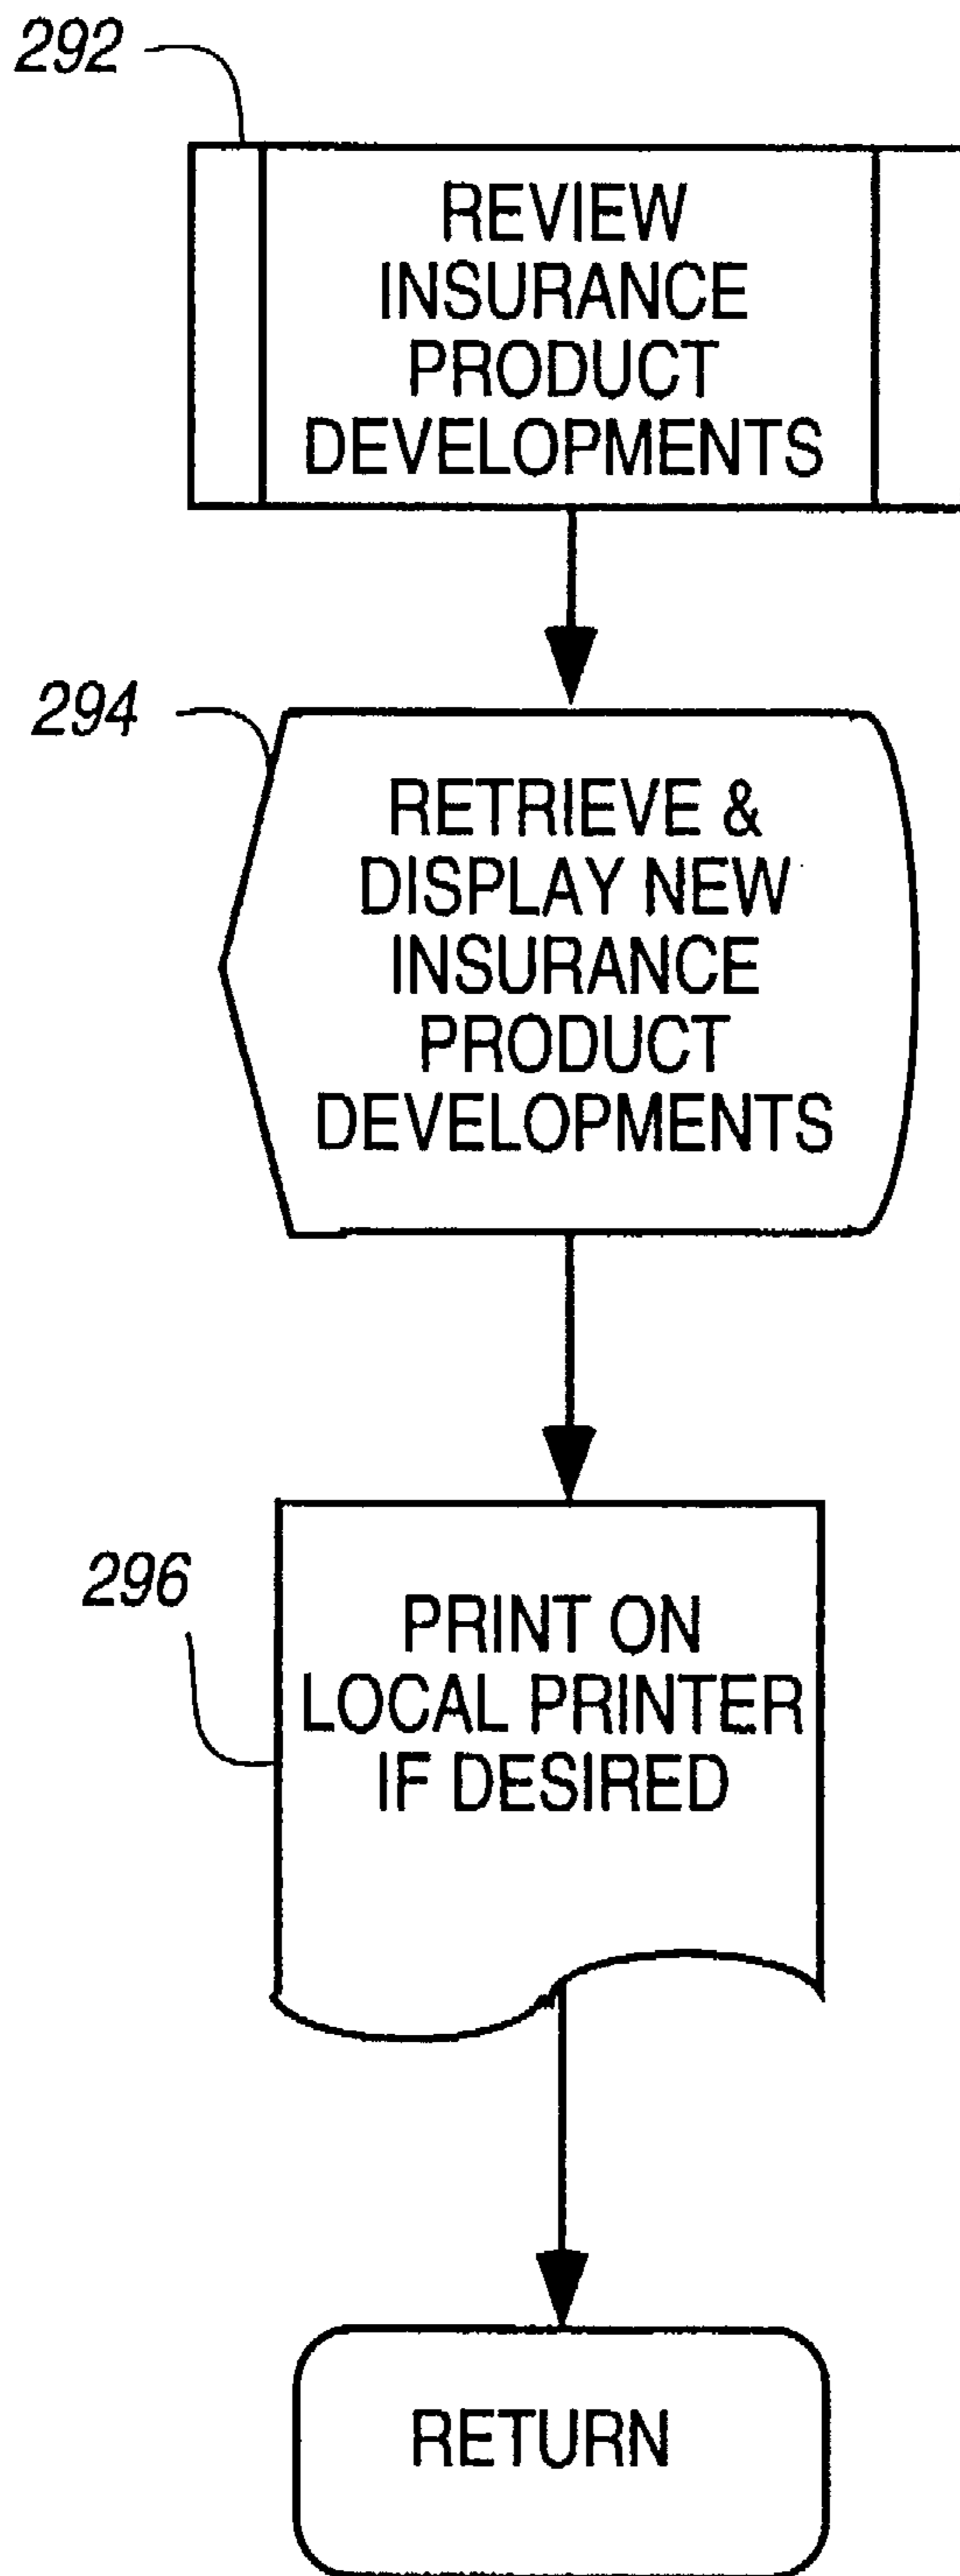 292
REVIEW
INSURANCE
PRODUCT
DEVELOPMENTS
294
RETRIEVE &
DISPLAY NEW
INSURANCE
PRODUCT
DEVELOPMENTS
296
PRINT ON
LOCAL PRINTER
IF DESIRED
RETURN